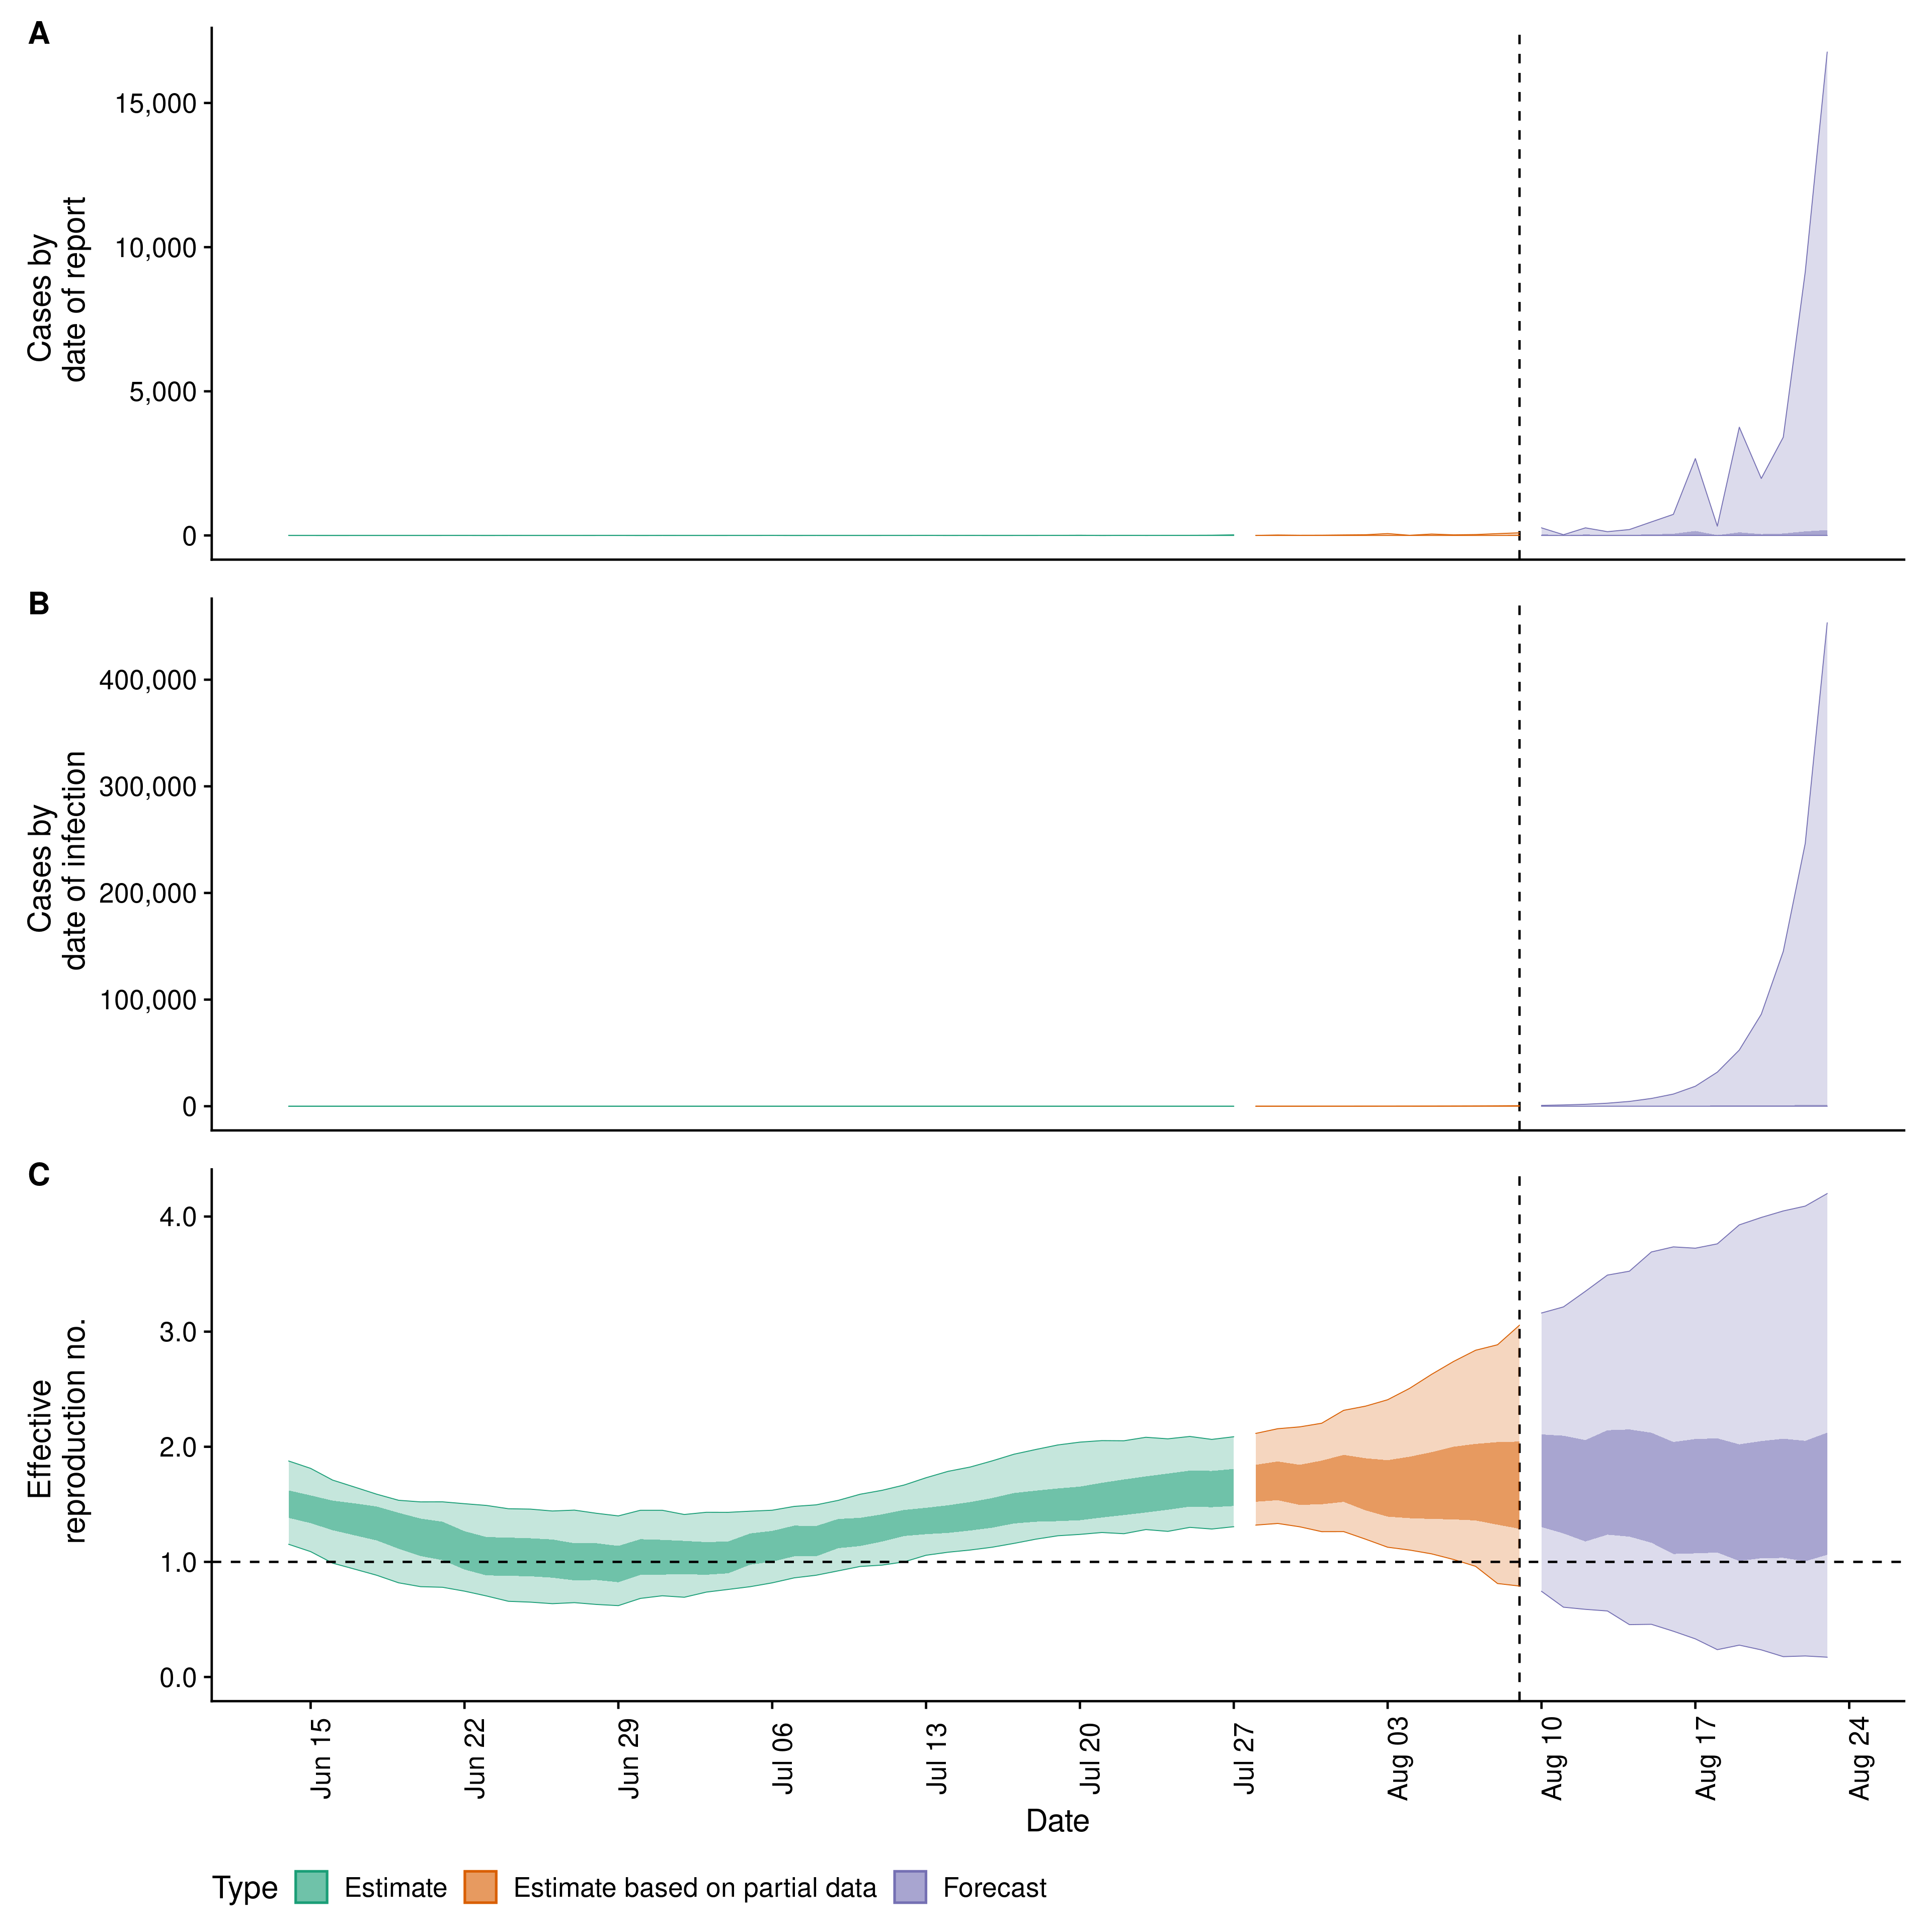 A
15,000
10,000
5,000
0
Cases by
date of report
B
400,000
300,000
200,000
100,000
0
Cases by
date of infection
C
4.0
3.0
2.0
1.0
0.0
Effective
reproduction no.
Jun 15
Jun 22
Jun 29
Jul 06
Jul 13
Jul 20
Jul 27
Aug 03
Aug 10
Aug 17
Aug 24
Date
Type Estimate Estimate based on partial data Forecast